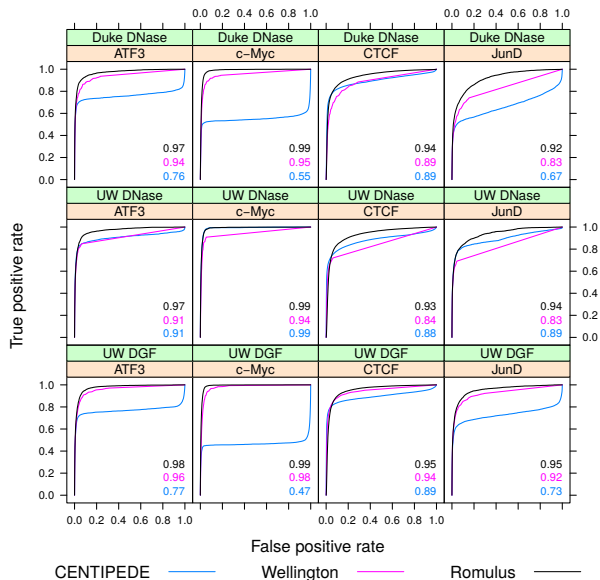 0.0 0.2 0.4 0.6 0.8 1.0 0.0 0.2 0.4 0.6 0.8 1.0
Duke DNase Duke DNase Duke DNase Duke DNase
ATF3 c-Myc CTCF JunD
1.0
0.8
0.6
0.4
0.2
0.0
0.97 0.99 0.94 0.92
0.94 0.95 0.89 0.83
0.76 0.55 0.89 0.67
UW DNase UW DNase UW DNase UW DNase
ATF3 c-Myc CTCF JunD
1.0
0.8
0.6
0.4
0.2
0.0
0.97 0.99 0.93 0.94
0.91 0.94 0.84 0.83
0.91 0.99 0.88 0.89
UW DGF UW DGF UW DGF UW DGF
ATF3 c-Myc CTCF JunD
1.0
0.8
0.6
0.4
0.2
0.0
0.98 0.99 0.95 0.95
0.96 0.98 0.94 0.92
0.77 0.47 0.89 0.73
0.0 0.2 0.4 0.6 0.8 1.0 0.0 0.2 0.4 0.6 0.8 1.0
True positive rate
False positive rate
CENTIPEDE Wellington Romulus